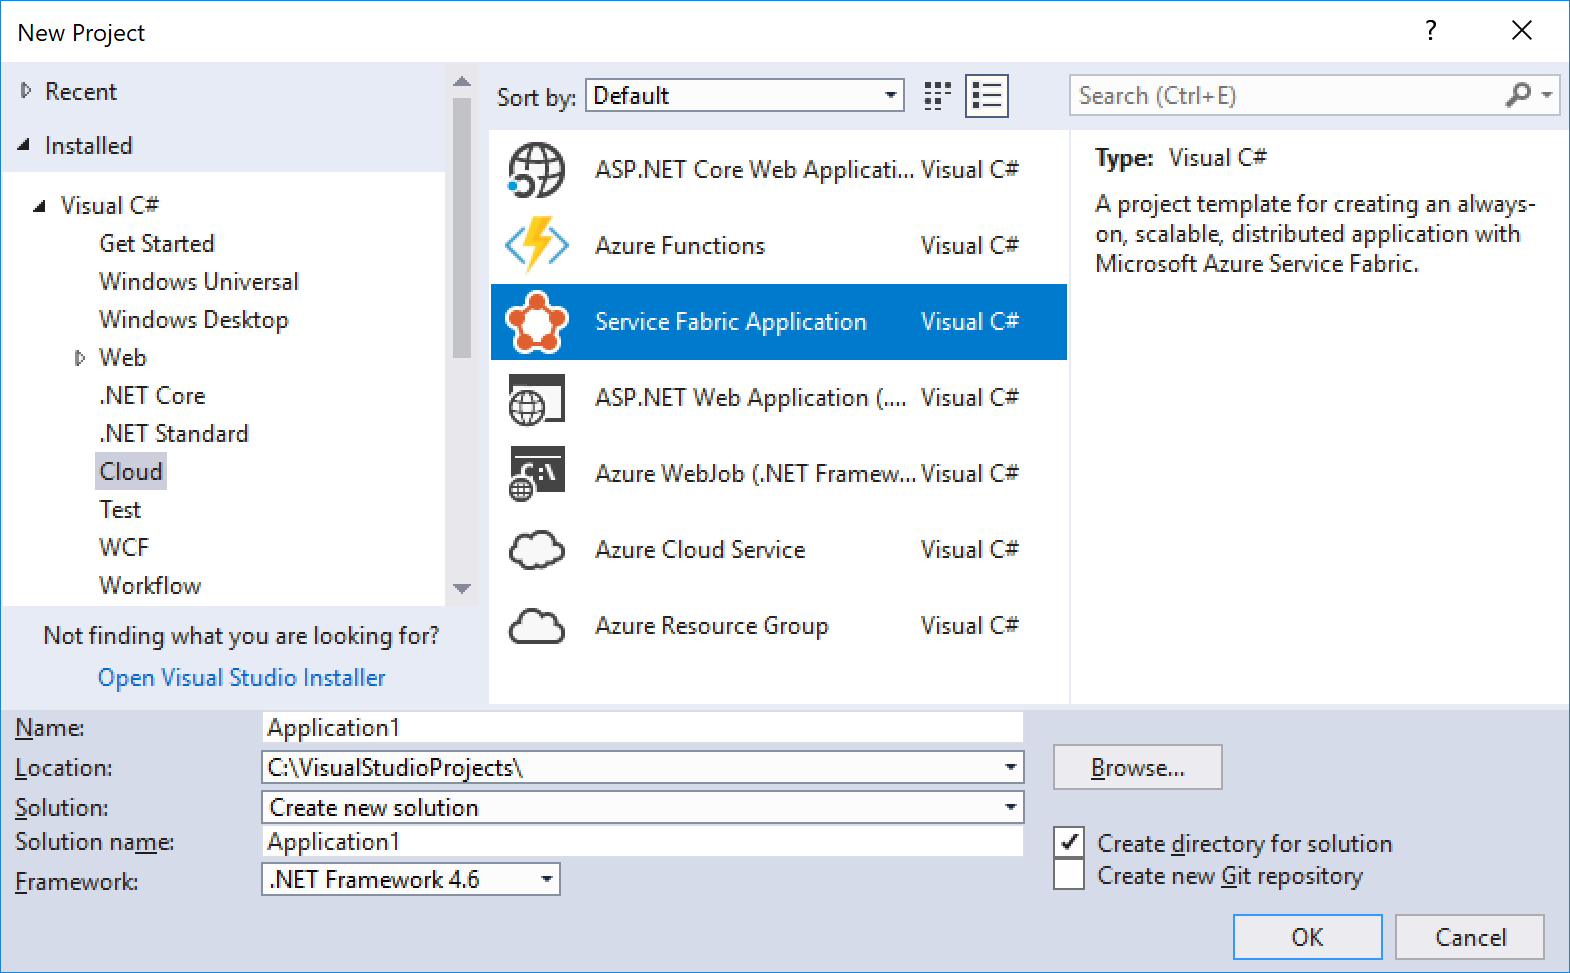 New Project
?
Recent
Installed
Visual C#
Get Started
Windows Universal
Windows Desktop
Web
.NET Core
.NET Standard
Cloud
Test
WCF
Workflow
Not finding what you are looking for?
Open Visual Studio Installer
Sort by: Default
ASP.NET Core Web Applicati... Visual C#
Azure Functions Visual C#
Service Fabric Application Visual C#
ASP.NET Web Application (.... Visual C#
C:\
Azure WebJob (.NET Framew... Visual C#
Azure Cloud Service Visual C#
Azure Resource Group Visual C#
Search (Ctrl+E)
Type: Visual C#
A project template for creating an always-
on, scalable, distributed application with
Microsoft Azure Service Fabric.
Name: Application1
Location: C:\VisualStudioProjects\
Browse...
Solution: Create new solution
Solution name: Application1
Framework: .NET Framework 4.6
Create directory for solution
Create new Git repository
OK
Cancel